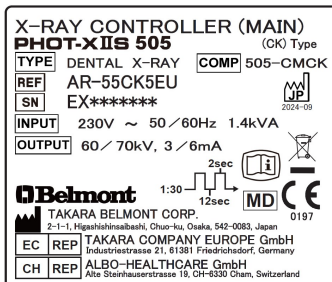 X-RAY CONTROLLER (MAIN)
PHOT-XIIS 505 (CK) Type
TYPE DENTAL X-RAY COMP 505-CMCK
REF AR-55CK5EU
SN EX*******
JP
2024-09
INPUT 230V ～ 50／60Hz 1.4kVA
OUTPUT 60／70kV, 3／6mA
2sec
1:30
12sec
Belmont
MD
0197
TAKARA BELMONT CORP.
2-1-1, Higashishinsaibashi, Chuo-ku, Osaka, 542-0083, Japan
EC REP TAKARA COMPANY EUROPE GmbH
Industriestrasse 21, 61381 Friedrichsdorf, Germany
CH REP ALBO-HEALTHCARE GmbH
Alte Steinhauserstrasse 19, CH-6330 Cham, Switzerland